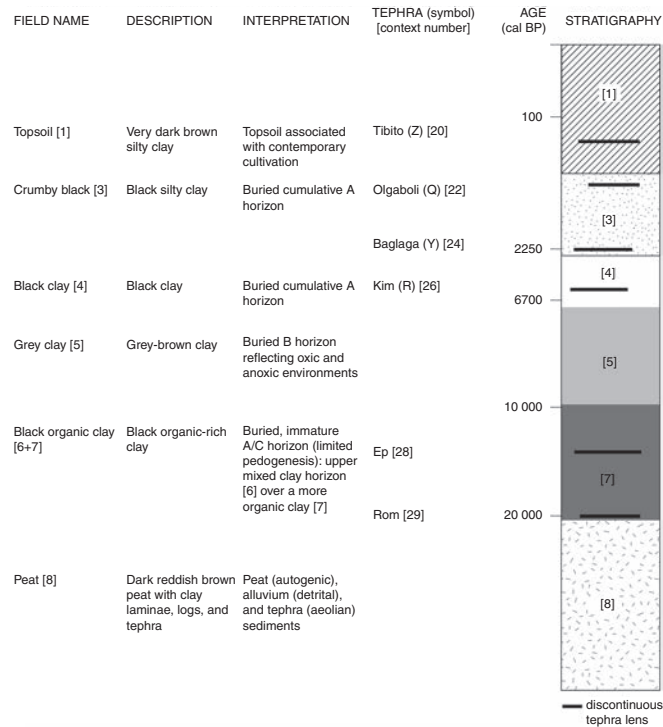 FIELD NAME DESCRIPTION INTERPRETATION TEPHRA (symbol) [context number] AGE (cal BP) STRATIGRAPHY
Topsoil [1]
Very dark brown
silty clay
Topsoil associated
with contemporary
cultivation
Tibito (Z) [20]
100
[1]
Crumby black [3]
Black silty clay
Buried cumulative A
horizon
Olgaboli (Q) [22]
Baglaga (Y) [24]
2250
[3]
Black clay [4]
Black clay
Buried cumulative A
horizon
Kim (R) [26]
6700
[4]
Grey clay [5]
Grey-brown clay
Buried B horizon
reflecting oxic and
anoxic environments
[5]
10 000
Black organic clay
[6+7]
Black organic-rich
clay
Buried, immature
A/C horizon (limited
pedogenesis): upper
mixed clay horizon
[6] over a more
organic clay [7]
Ep [28]
Rom [29]
20 000
[7]
Peat [8]
Dark reddish brown
peat with clay
laminae, logs, and
tephra
Peat (autogenic),
alluvium (detrital),
and tephra (aeolian)
sediments
[8]
discontinuous
tephra lens